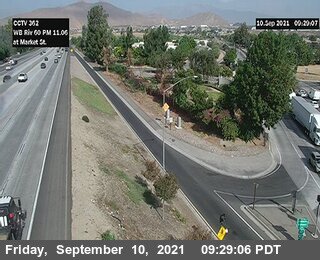 CCTV 362
WB Riv 60 PM 11.06
at Market St.
10.Sep 2021 09:29:07
Friday, September 10, 2021 09:29:06 PDT